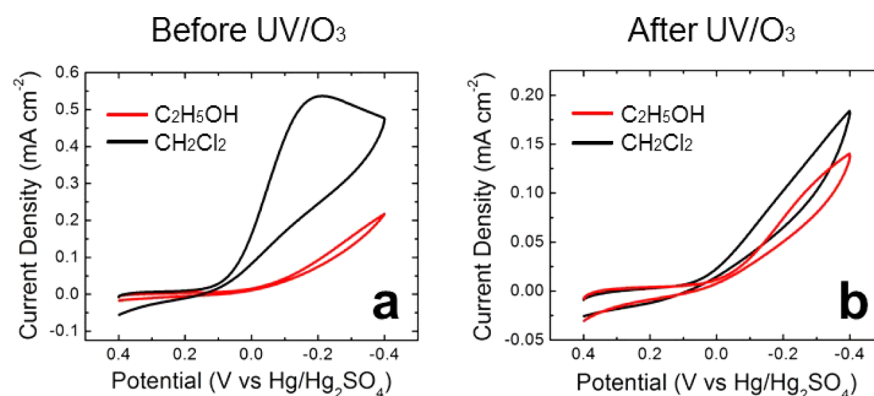 Before UV/O₃
After UV/O₃
0.6
0.5
0.4
0.3
0.2
0.1
0.0
-0.1
Current Density (mA cm⁻²)
C₂H₅OH
CH₂Cl₂
a
0.4 0.2 0.0 -0.2 -0.4
Potential (V vs Hg/Hg₂SO₄)
0.20
0.15
0.10
0.05
0.00
-0.05
Current Density (mA cm⁻²)
C₂H₅OH
CH₂Cl₂
b
0.4 0.2 0.0 -0.2 -0.4
Potential (V vs Hg/Hg₂SO₄)